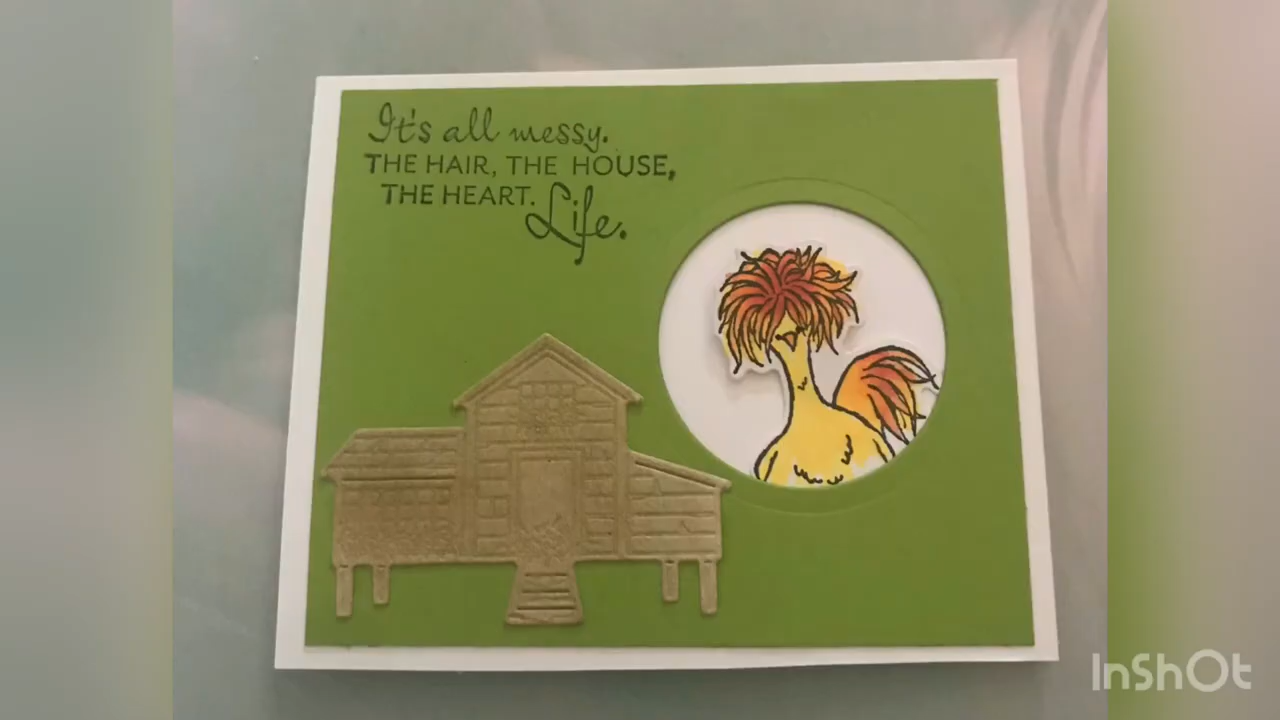 It's all messy.
THE HAIR, THE HOUSE,
THE HEART. Life.
InShOt